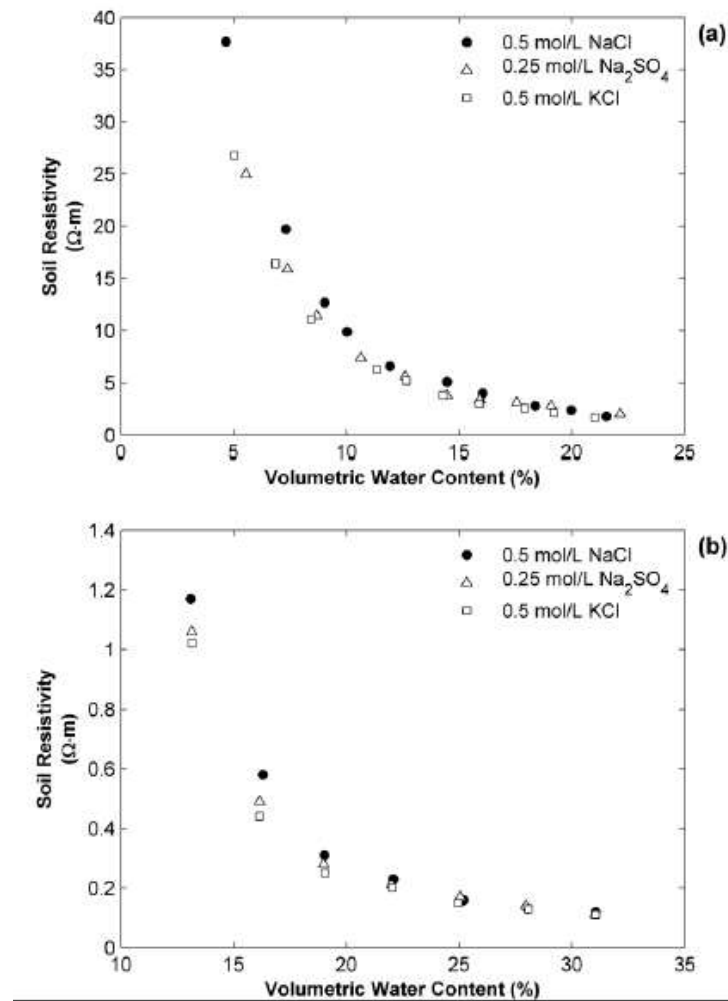 (a)
40
35
30
25
20
15
10
5
0
Soil Resistivity
(Ω·m)
0.5 mol/L NaCl
0.25 mol/L Na₂SO₄
0.5 mol/L KCl
0 5 10 15 20 25
Volumetric Water Content (%)
(b)
1.4
1.2
1
0.8
0.6
0.4
0.2
0
Soil Resistivity
(Ω·m)
0.5 mol/L NaCl
0.25 mol/L Na₂SO₄
0.5 mol/L KCl
10 15 20 25 30 35
Volumetric Water Content (%)